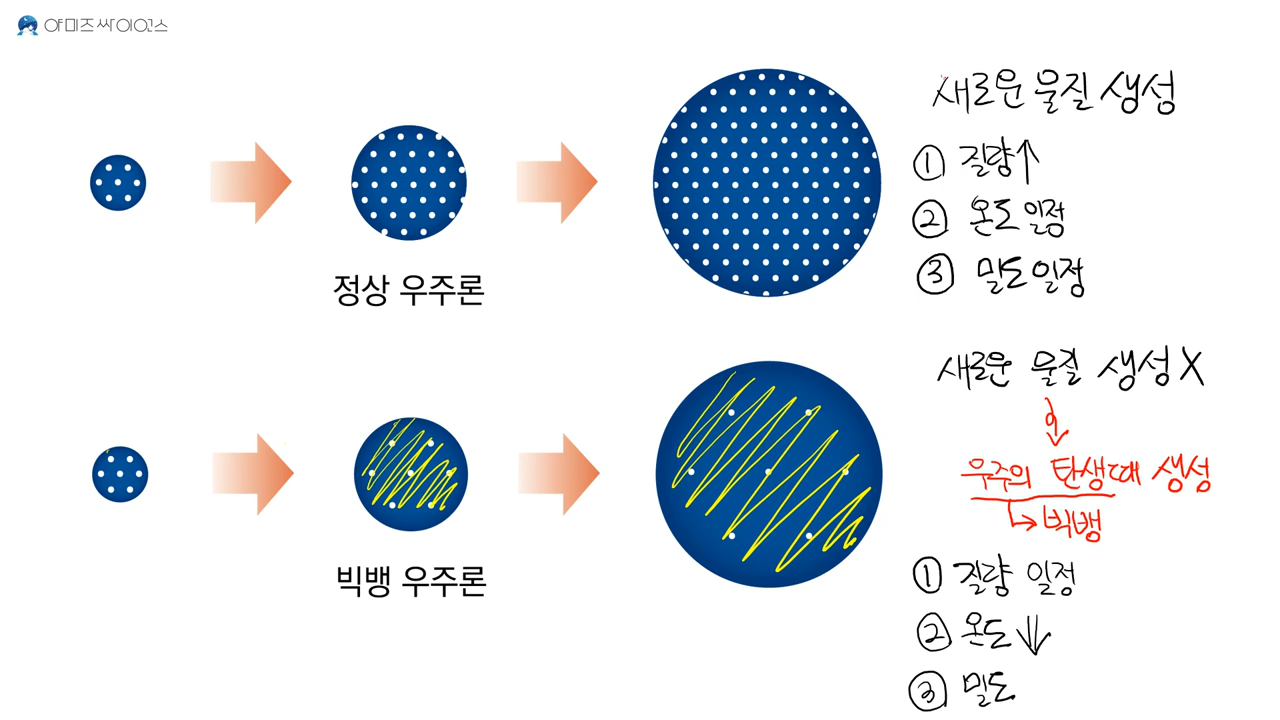 야미즈 싸이언스
새로운 물질 생성
① 질량↑
② 온도 일정
③ 밀도 일정
정상 우주론
새로운 물질 생성 X
우주의 탄생때 생성
↳ 빅뱅
① 질량 일정
② 온도 ↓
③ 밀도
빅뱅 우주론